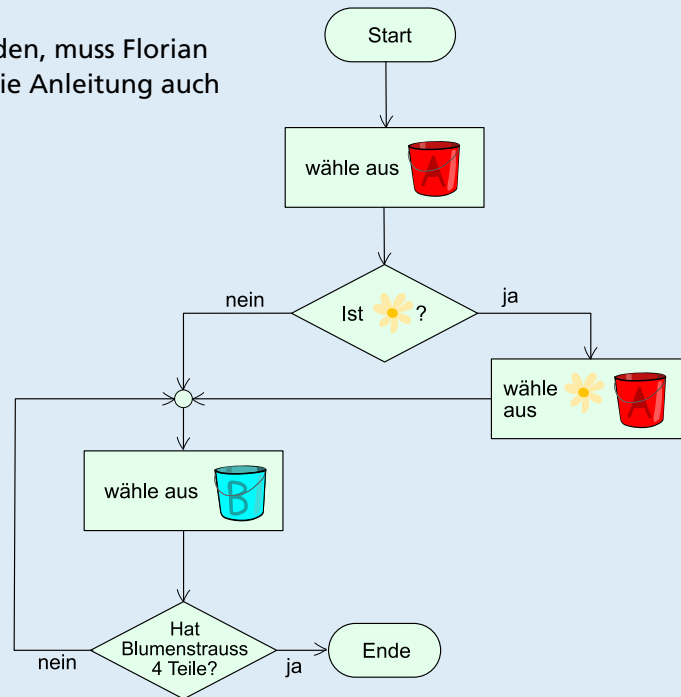 den, muss Florian
ie Anleitung auch
Start
wähle aus A
nein
Ist ?
ja
wähle
aus A
wähle aus B
Hat
Blumenstrauss
4 Teile?
nein
ja
Ende